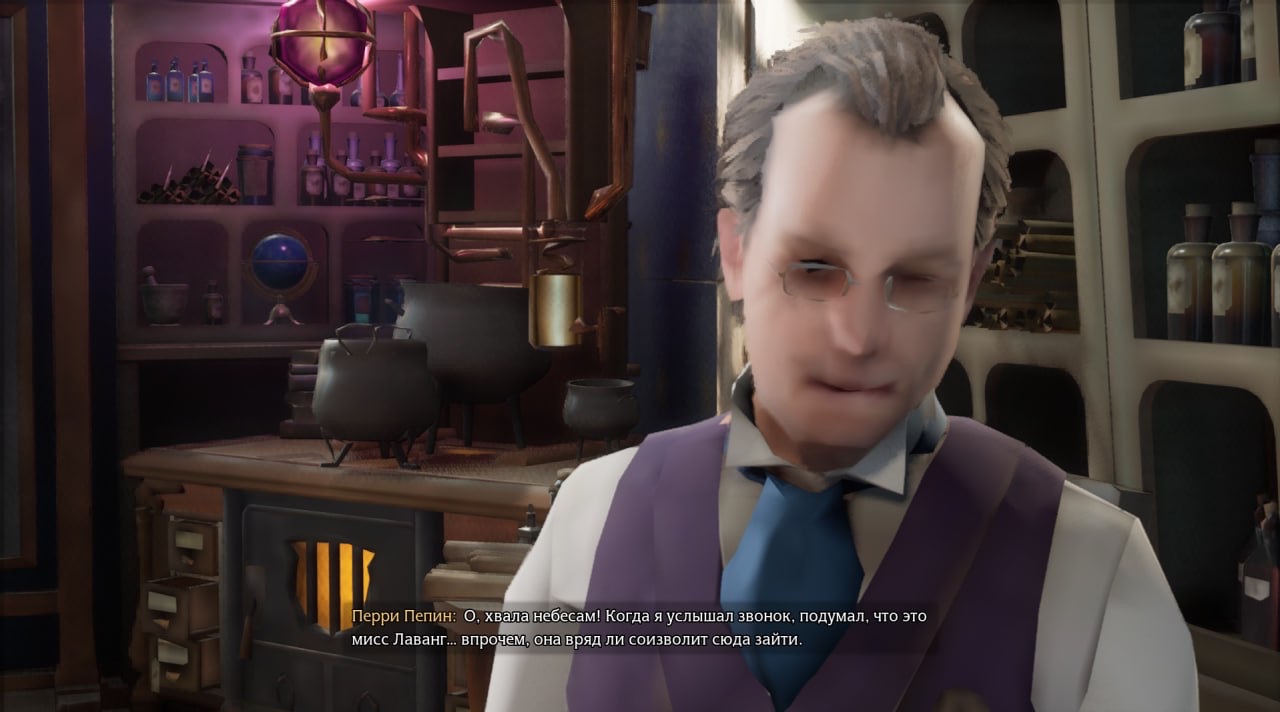 Перри Пепин: О, хвала небесам! Когда я услышал звонок, подумал, что это
мисс Лаванг... впрочем, она вряд ли соизволит сюда зайти.